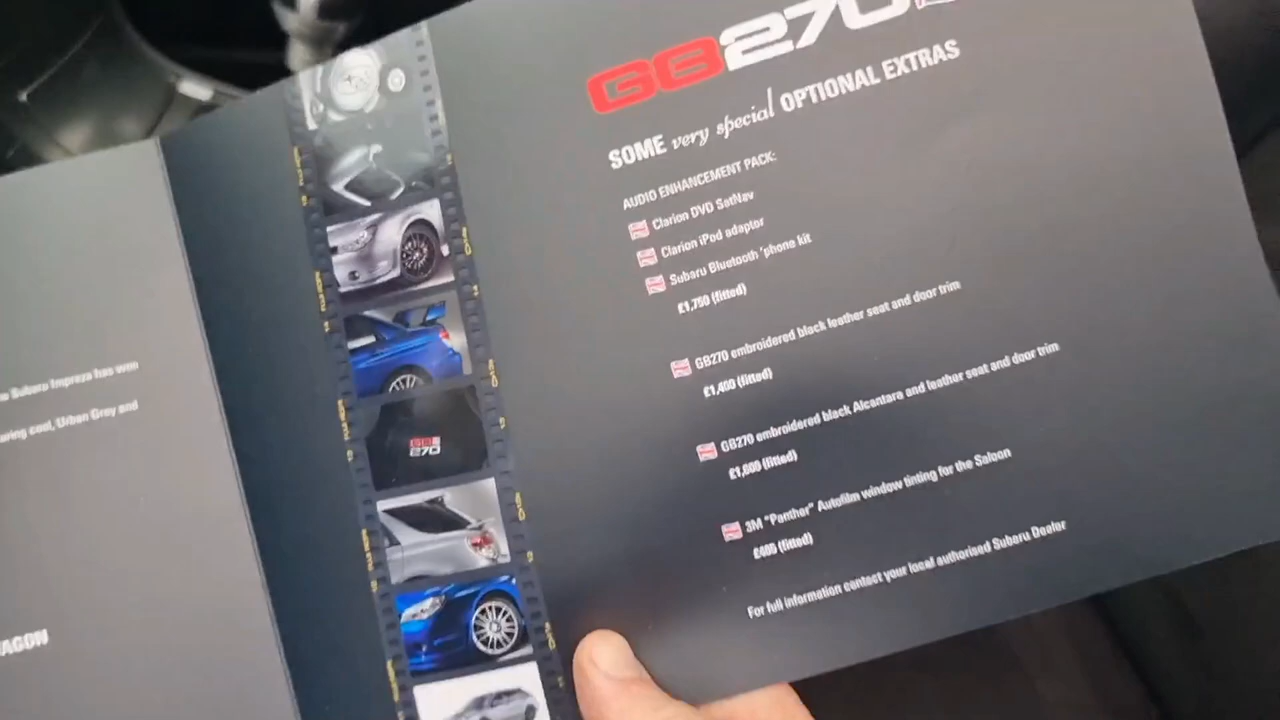 GB270
SOME very special OPTIONAL EXTRAS
AUDIO ENHANCEMENT PACK:
Clarion DVD SatNav
Clarion iPod adaptor
Subaru Bluetooth 'phone kit
£1,750 (fitted)
GB270 embroidered black leather seat and door trim
£1,400 (fitted)
GB270 embroidered black Alcantara and leather seat and door trim
£1,600 (fitted)
3M "Panther" Autofilm window tinting for the Saloon
(fitted)
For full information contact your local authorised Subaru Dealer
Subaru Impreza has won
cool, Urban Grey and
GB
270